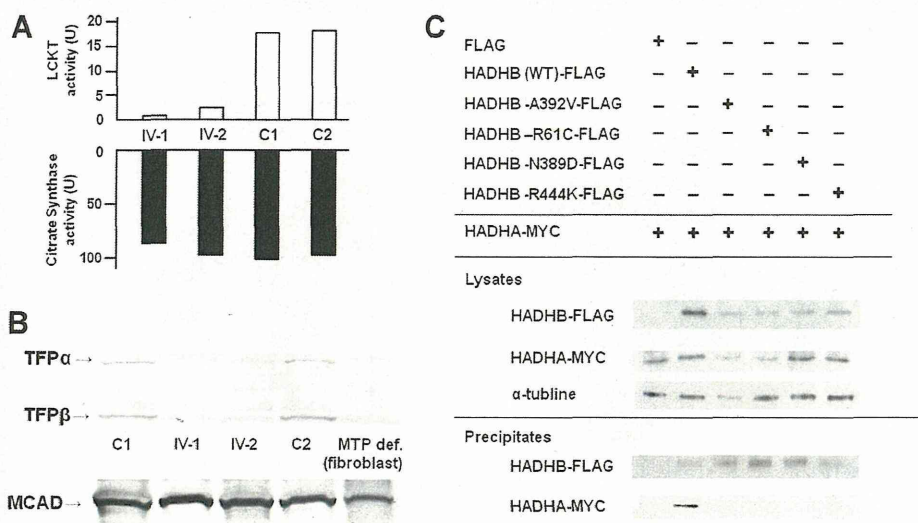 A
LCKT
activity (U)
20
15
10
5
0
IV-1 IV-2 C1 C2
Citrate Synthase
activity (U)
0
50
100
B
TFPα→
TFPβ→
C1 IV-1 IV-2 C2 MTP def.
(fibroblast)
MCAD→
C
FLAG + – – – – –
HADHB (WT)-FLAG – + – – – –
HADHB -A392V-FLAG – – + – – –
HADHB –R61C-FLAG – – – + – –
HADHB -N389D-FLAG – – – – + –
HADHB -R444K-FLAG – – – – – +
HADHA-MYC + + + + + +
Lysates
HADHB-FLAG
HADHA-MYC
α-tubline
Precipitates
HADHB-FLAG
HADHA-MYC